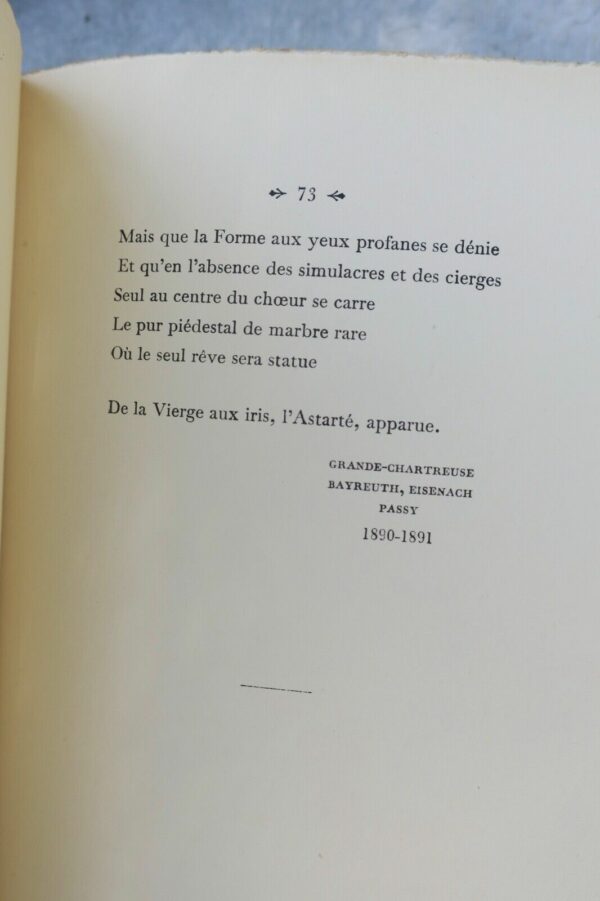 73
Mais que la Forme aux yeux profanes se dénie
Et qu'en l'absence des simulacres et des cierges
Seul au centre du chœur se carre
Le pur piédestal de marbre rare
Où le seul rêve sera statue
De la Vierge aux iris, l'Astarté, apparue.
GRANDE-CHARTREUSE
BAYREUTH, EISENACH
PASSY
1890-1891